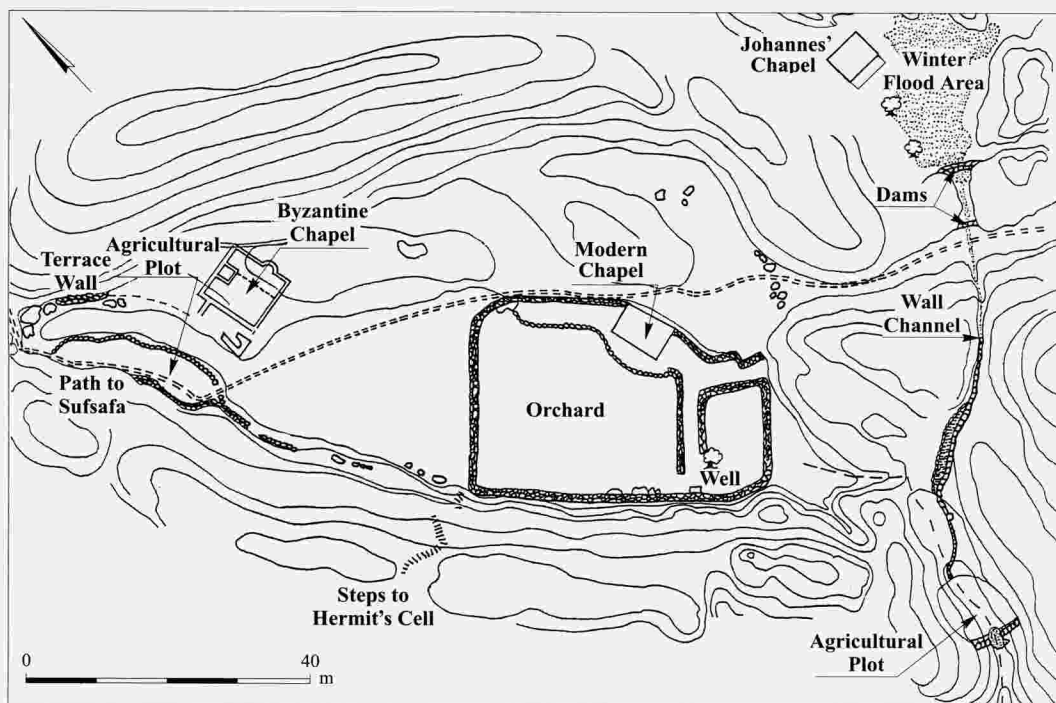 Johannes'
Chapel
Winter
Flood Area
Dams
Byzantine
Chapel
Agricultural
Plot
Terrace
Wall
Modern
Chapel
Wall
Channel
Path to
Sufsafa
Orchard
Well
Steps to
Hermit's Cell
Agricultural
Plot
0 40
m